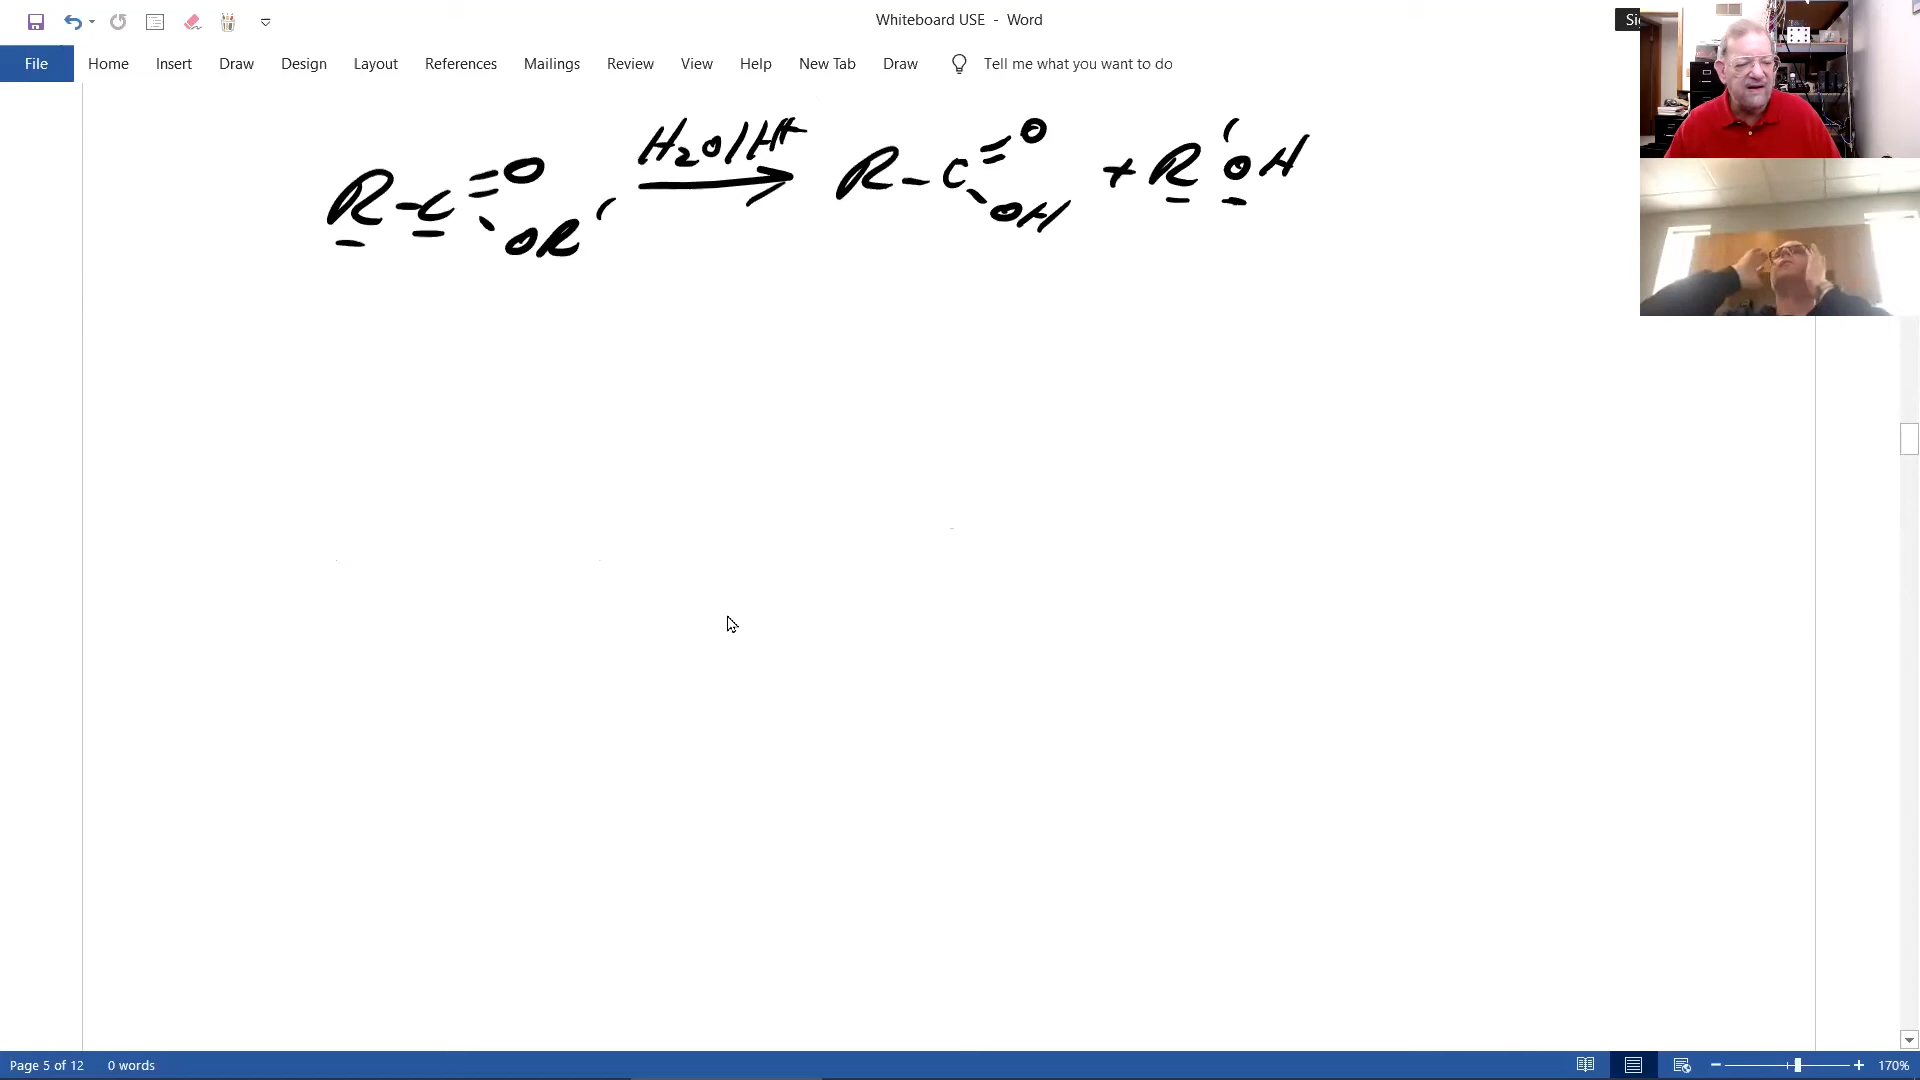 Whiteboard USE - Word
File Home Insert Draw Design Layout References Mailings Review View Help New Tab Draw Tell me what you want to do
R-C=O OR' H2O/H+ → R-C=O OH + R'OH
Page 5 of 12 0 words 170%